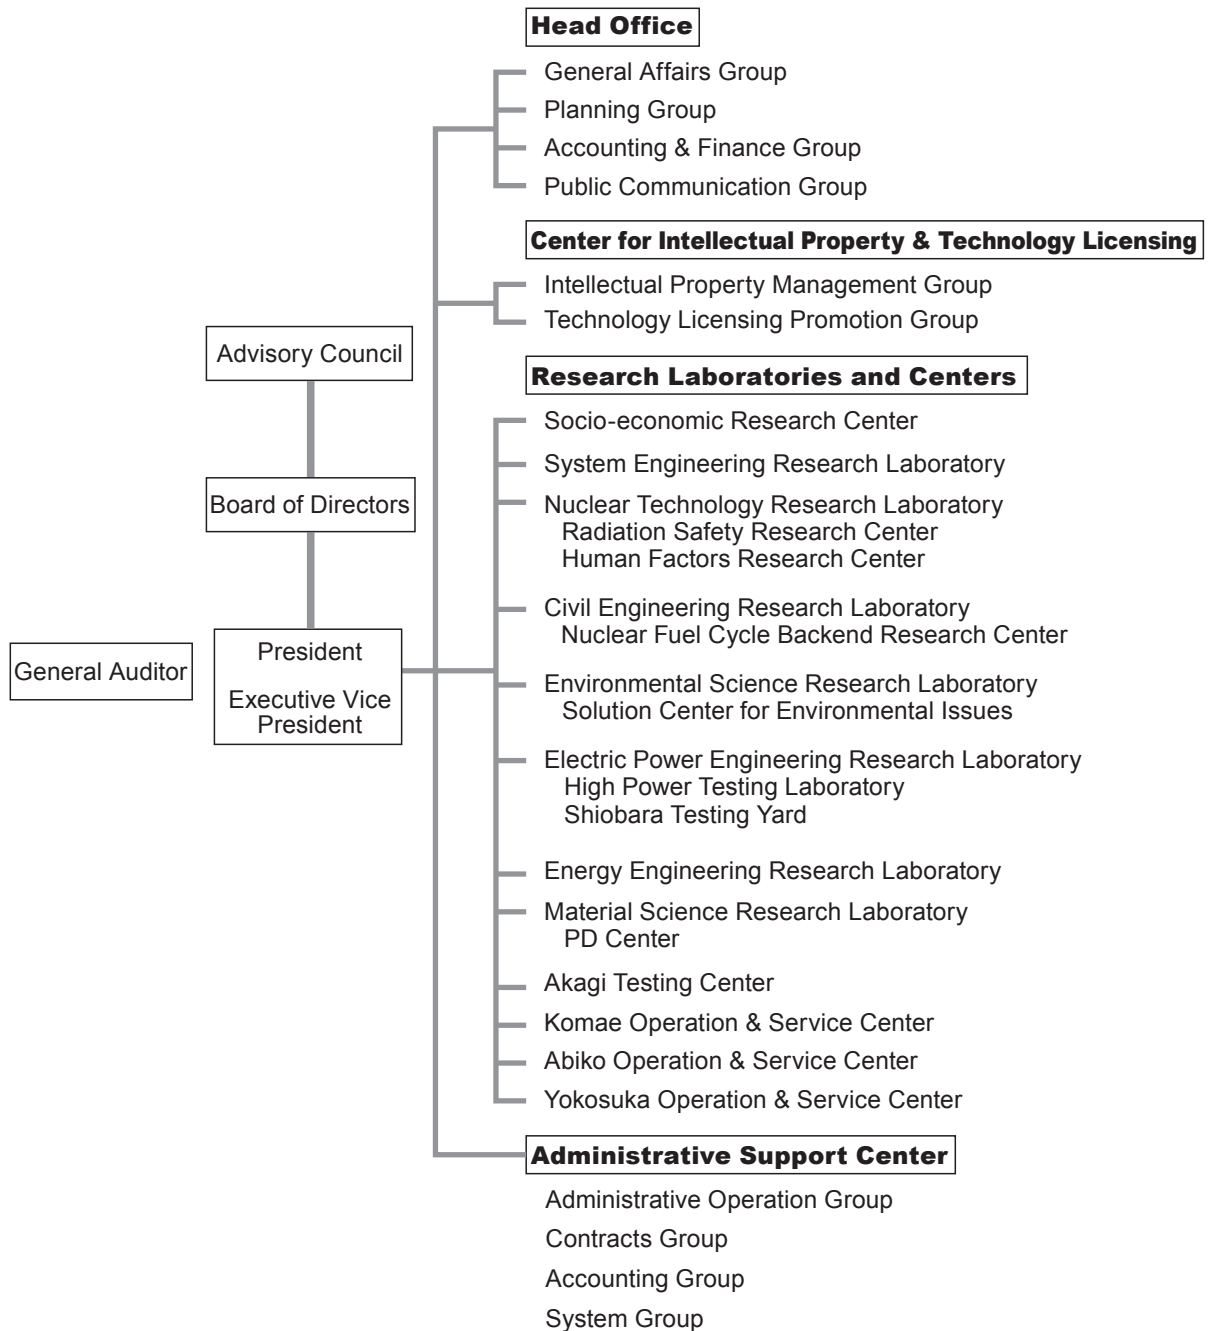 Head Office
General Affairs Group
Planning Group
Accounting & Finance Group
Public Communication Group
Center for Intellectual Property & Technology Licensing
Intellectual Property Management Group
Technology Licensing Promotion Group
Advisory Council
Board of Directors
General Auditor
President
Executive Vice
President
Research Laboratories and Centers
Socio-economic Research Center
System Engineering Research Laboratory
Nuclear Technology Research Laboratory
Radiation Safety Research Center
Human Factors Research Center
Civil Engineering Research Laboratory
Nuclear Fuel Cycle Backend Research Center
Environmental Science Research Laboratory
Solution Center for Environmental Issues
Electric Power Engineering Research Laboratory
High Power Testing Laboratory
Shiobara Testing Yard
Energy Engineering Research Laboratory
Material Science Research Laboratory
PD Center
Akagi Testing Center
Komae Operation & Service Center
Abiko Operation & Service Center
Yokosuka Operation & Service Center
Administrative Support Center
Administrative Operation Group
Contracts Group
Accounting Group
System Group